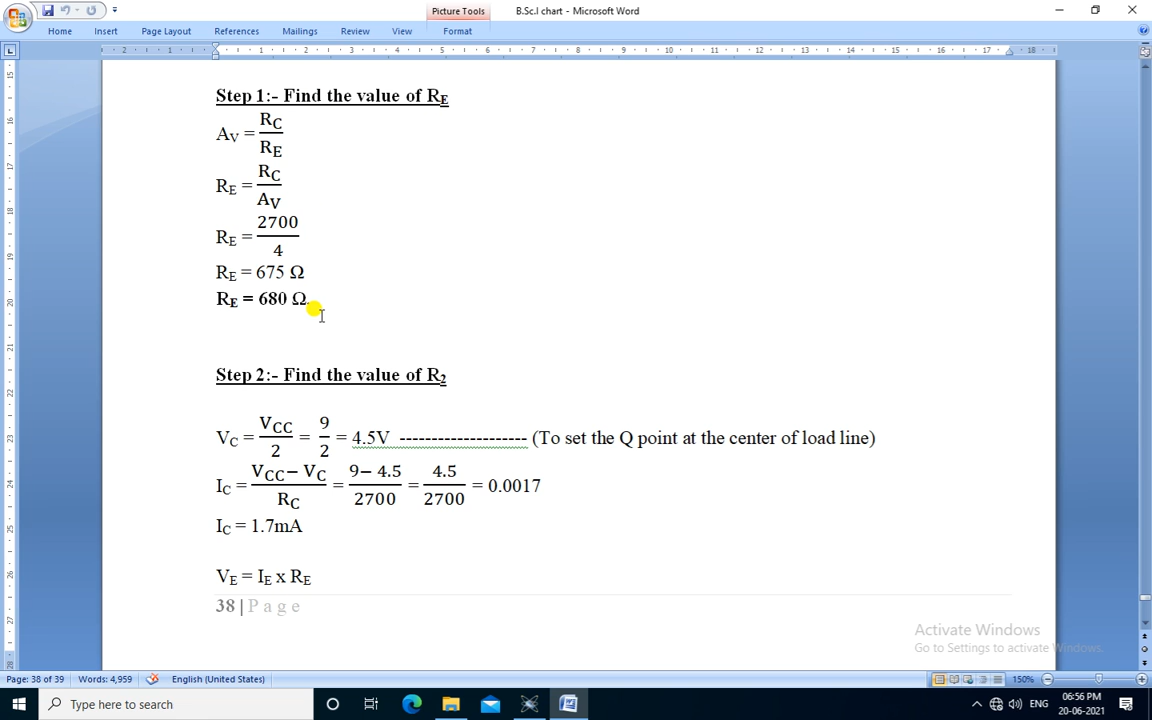 Picture Tools
B.Sc.I chart - Microsoft Word
Home Insert Page Layout References Mailings Review View Format
Step 1:- Find the value of RE
AV = RC/RE
RE = RC/AV
RE = 2700/4
RE = 675 Ω
RE = 680 Ω.
Step 2:- Find the value of R2
VC = VCC/2 = 9/2 = 4.5V -------------------- (To set the Q point at the center of load line)
IC = VCC− VC/RC = 9− 4.5/2700 = 4.5/2700 = 0.0017
IC = 1.7mA
VE = IE x RE
38 | P a g e
Activate Windows
Go to Settings to activate Windows.
Page: 38 of 39 Words: 4,959 English (United States) 150%
Type here to search
ENG
06:56 PM
20-06-2021